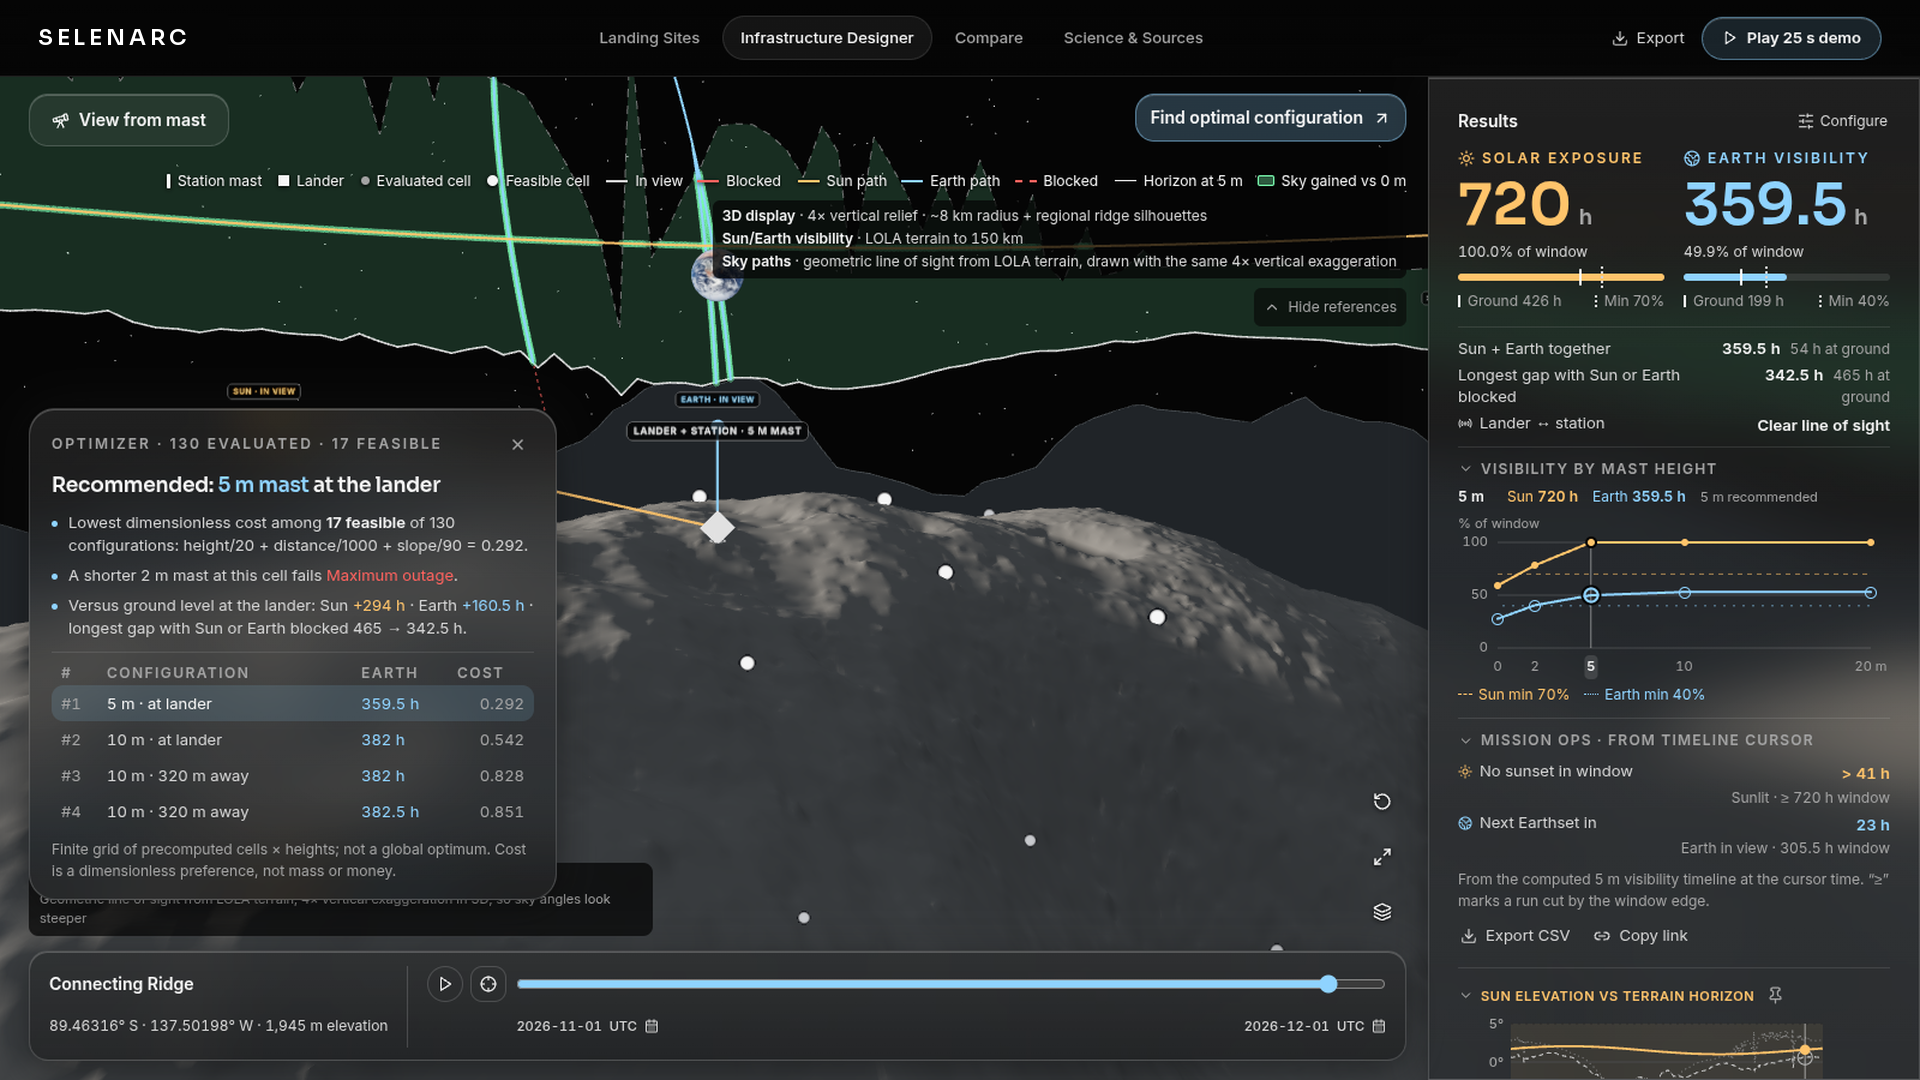 SELENARC
Landing Sites
Infrastructure Designer
Compare
Science & Sources
Export
Play 25 s demo
View from mast
Find optimal configuration
Station mast
Lander
Evaluated cell
Feasible cell
In view
Blocked
Sun path
Earth path
Blocked
Horizon at 5 m
Sky gained vs 0 m
3D display · 4× vertical relief · ~8 km radius + regional ridge silhouettes
Sun/Earth visibility · LOLA terrain to 150 km
Sky paths · geometric line of sight from LOLA terrain, drawn with the same 4× vertical exaggeration
Hide references
SUN · IN VIEW
EARTH · IN VIEW
LANDER + STATION · 5 M MAST
OPTIMIZER · 130 EVALUATED · 17 FEASIBLE
Recommended: 5 m mast at the lander
Lowest dimensionless cost among 17 feasible of 130
configurations: height/20 + distance/1000 + slope/90 = 0.292.
A shorter 2 m mast at this cell fails Maximum outage.
Versus ground level at the lander: Sun +294 h · Earth +160.5 h ·
longest gap with Sun or Earth blocked 465 → 342.5 h.
# CONFIGURATION EARTH COST
#1 5 m · at lander 359.5 h 0.292
#2 10 m · at lander 382 h 0.542
#3 10 m · 320 m away 382 h 0.828
#4 10 m · 320 m away 382.5 h 0.851
Finite grid of precomputed cells × heights; not a global optimum. Cost
is a dimensionless preference, not mass or money.
Geometric line of sight from LOLA terrain, 4× vertical exaggeration in 3D, so sky angles look
steeper
Connecting Ridge
89.46316° S · 137.50198° W · 1,945 m elevation
2026-11-01 UTC
2026-12-01 UTC
Results
Configure
SOLAR EXPOSURE
720 h
100.0% of window
Ground 426 h
Min 70%
EARTH VISIBILITY
359.5 h
49.9% of window
Ground 199 h
Min 40%
Sun + Earth together 359.5 h 54 h at ground
Longest gap with Sun or Earth 342.5 h 465 h at
blocked ground
Lander ↔ station Clear line of sight
VISIBILITY BY MAST HEIGHT
5 m Sun 720 h Earth 359.5 h 5 m recommended
% of window
100
50
0
0 2 5 10 20 m
Sun min 70% Earth min 40%
MISSION OPS · FROM TIMELINE CURSOR
No sunset in window > 41 h
Sunlit · ≥ 720 h window
Next Earthset in 23 h
Earth in view · 305.5 h window
From the computed 5 m visibility timeline at the cursor time. "≥"
marks a run cut by the window edge.
Export CSV
Copy link
SUN ELEVATION VS TERRAIN HORIZON
5°
0°